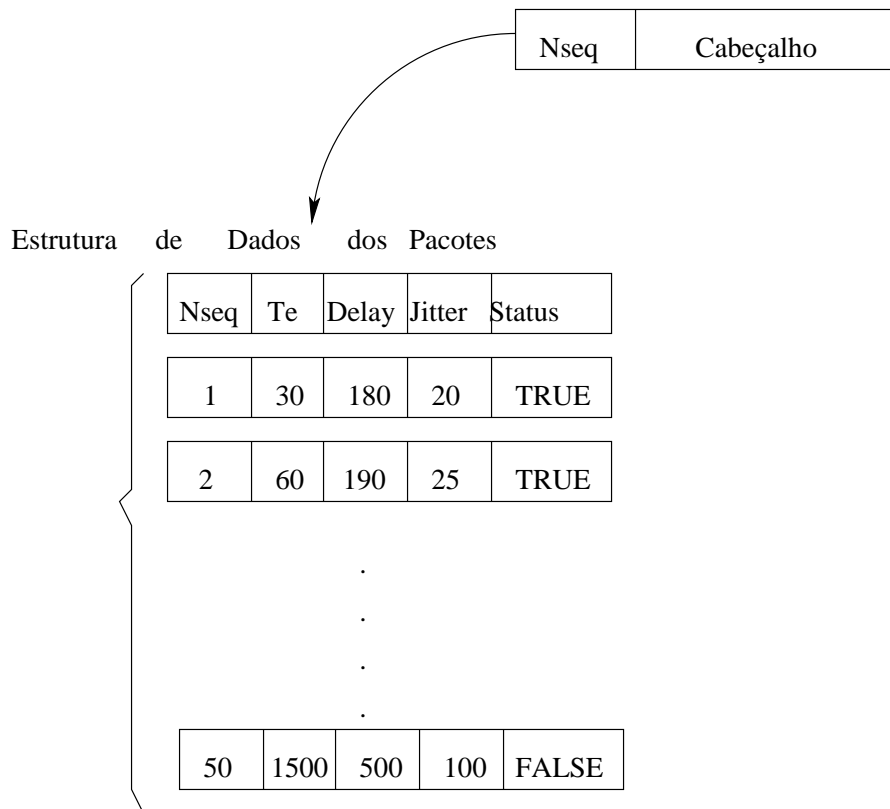 Nseq Cabeçalho
Estrutura de Dados dos Pacotes
Nseq Te Delay Jitter Status
1 30 180 20 TRUE
2 60 190 25 TRUE
.
.
.
.
50 1500 500 100 FALSE